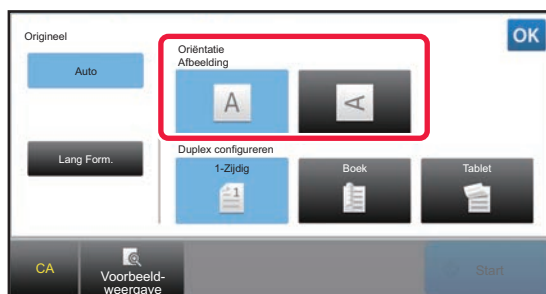 Origineel
OK
Oriëntatie
Afbeelding
Auto
A
A
Lang Form.
Duplex configureren
1-Zijdig
Boek
Tablet
1
CA
Voorbeeld-
weergave
Start